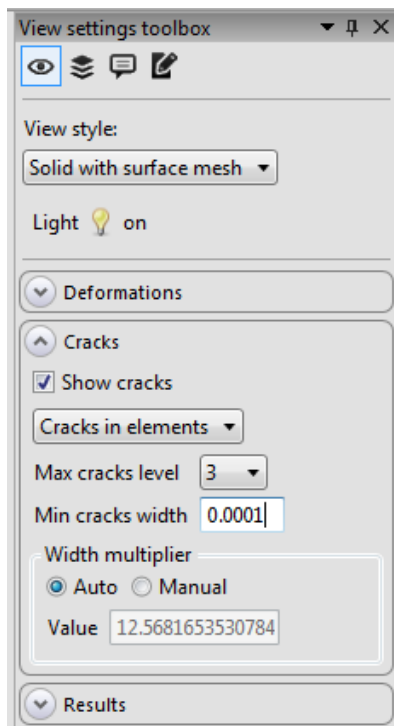 View settings toolbox
View style:
Solid with surface mesh
Light on
Deformations
Cracks
Show cracks
Cracks in elements
Max cracks level 3
Min cracks width 0.0001
Width multiplier
Auto Manual
Value 12.5681653530784
Results